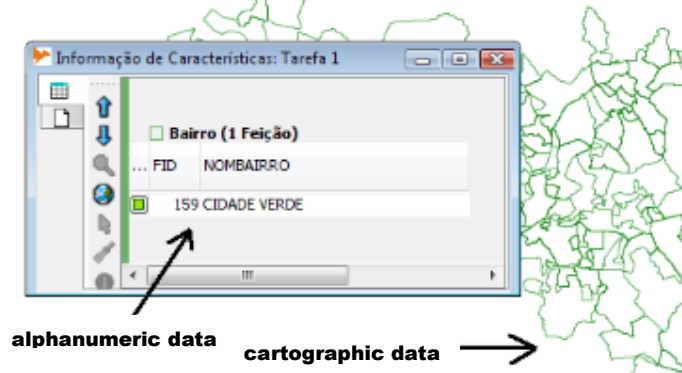 Informação de Características: Tarefa 1
Bairro (1 Feição)
... FID NOMBAIRRO
159 CIDADE VERDE
alphanumeric data
cartographic data